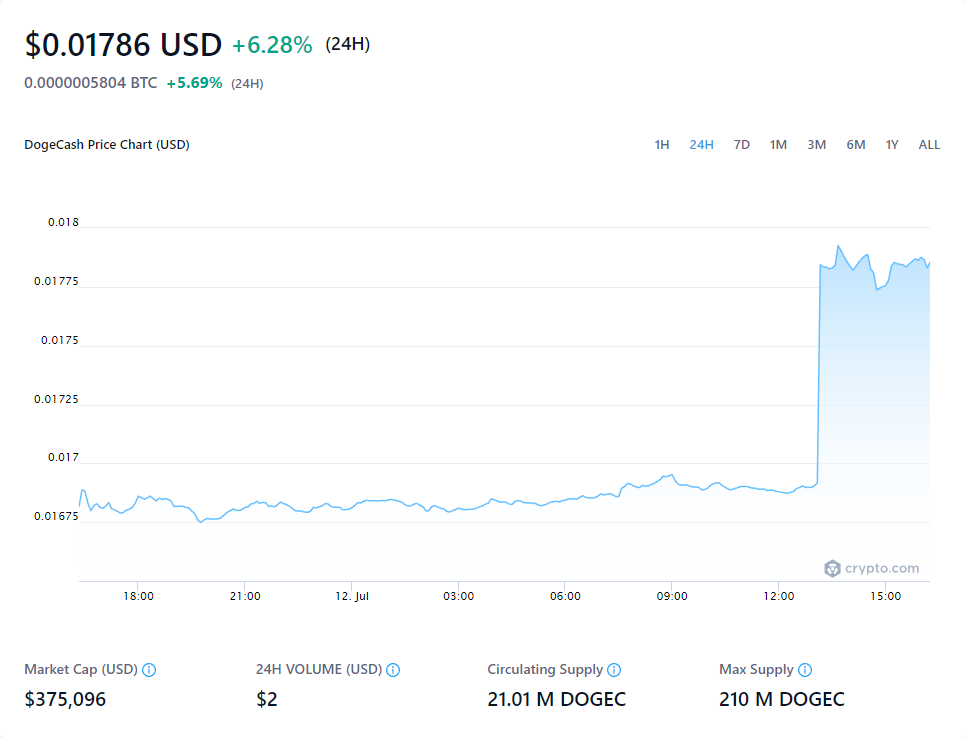 $0.01786 USD +6.28% (24H)
0.0000005804 BTC +5.69% (24H)
DogeCash Price Chart (USD) 1H 24H 7D 1M 3M 6M 1Y ALL
0.018
0.01775
0.0175
0.01725
0.017
0.01675
crypto.com
18:00 21:00 12. Jul 03:00 06:00 09:00 12:00 15:00
Market Cap (USD) 24H VOLUME (USD) Circulating Supply Max Supply
$375,096 $2 21.01 M DOGEC 210 M DOGEC